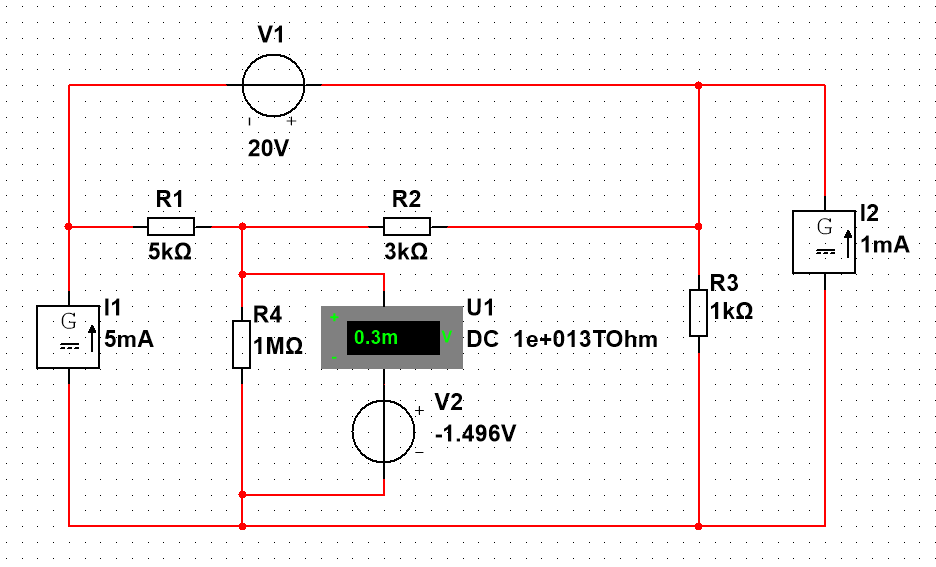 V1
- +
20V
R1
5kΩ
R2
3kΩ
G
I2
1mA
G
I1
5mA
R4
1MΩ
+
-
0.3m
V
U1
DC 1e+013TOhm
R3
1kΩ
V2
+
-1.496V
-